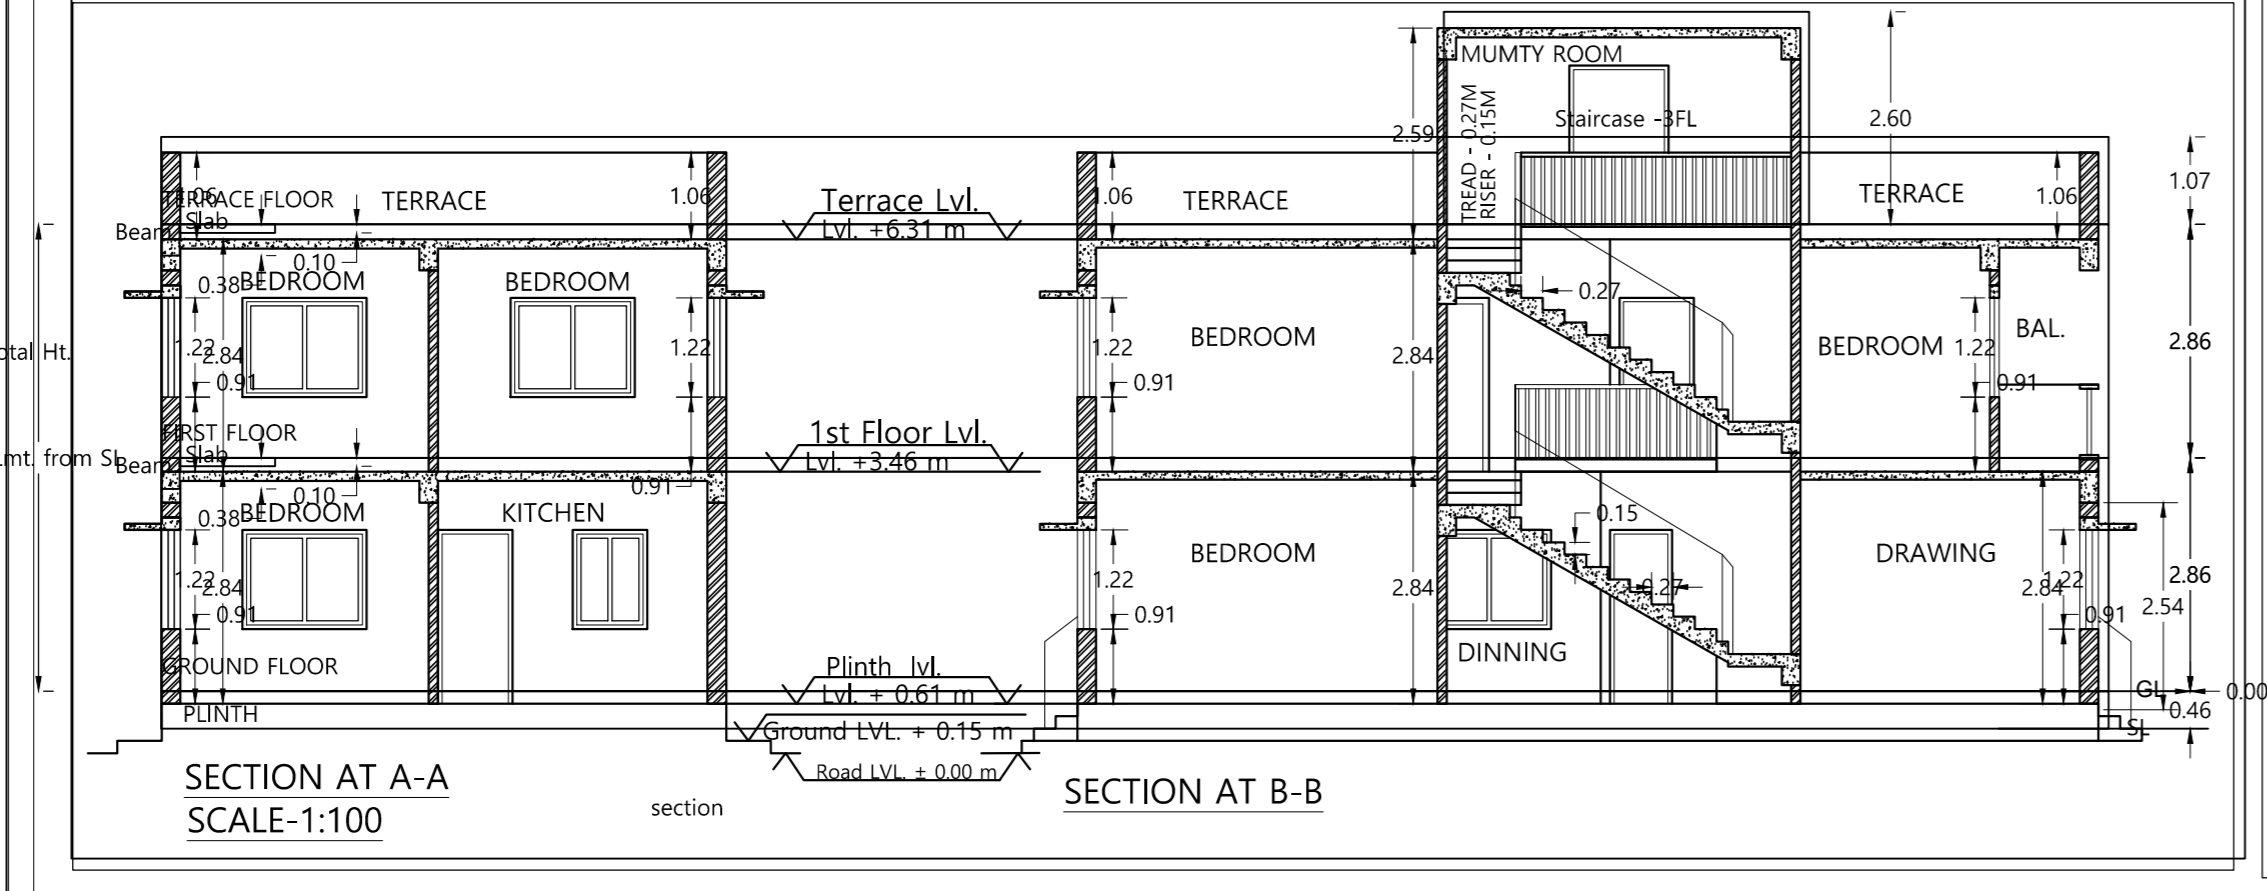 MUMTY ROOM
TREAD - 0.27M
RISER - 0.15M
Staircase -3FL
2.59
2.60
TERRACE FLOOR
1.06
TERRACE
1.06
Terrace Lvl.
Lvl. +6.31 m
1.06
TERRACE
TERRACE
1.06
1.07
Slab
Beam
0.10
0.38
BEDROOM
BEDROOM
1.22
2.84
0.91
1.22
1.22
0.91
BEDROOM
2.84
0.27
BEDROOM
1.22
0.91
BAL.
2.86
otal Ht.
mt. from SL
FIRST FLOOR
Slab
Beam
1st Floor Lvl.
Lvl. +3.46 m
0.10
0.38
0.91
BEDROOM
KITCHEN
1.22
2.84
0.91
1.22
0.91
BEDROOM
2.84
0.15
0.27
DINNING
DRAWING
2.84
1.22
0.91
2.54
2.86
GROUND FLOOR
PLINTH
Plinth lvl.
Lvl. + 0.61 m
Ground LVL. + 0.15 m
Road LVL. ± 0.00 m
GL
0.00
0.46
SL
SECTION AT A-A
SCALE-1:100
section
SECTION AT B-B